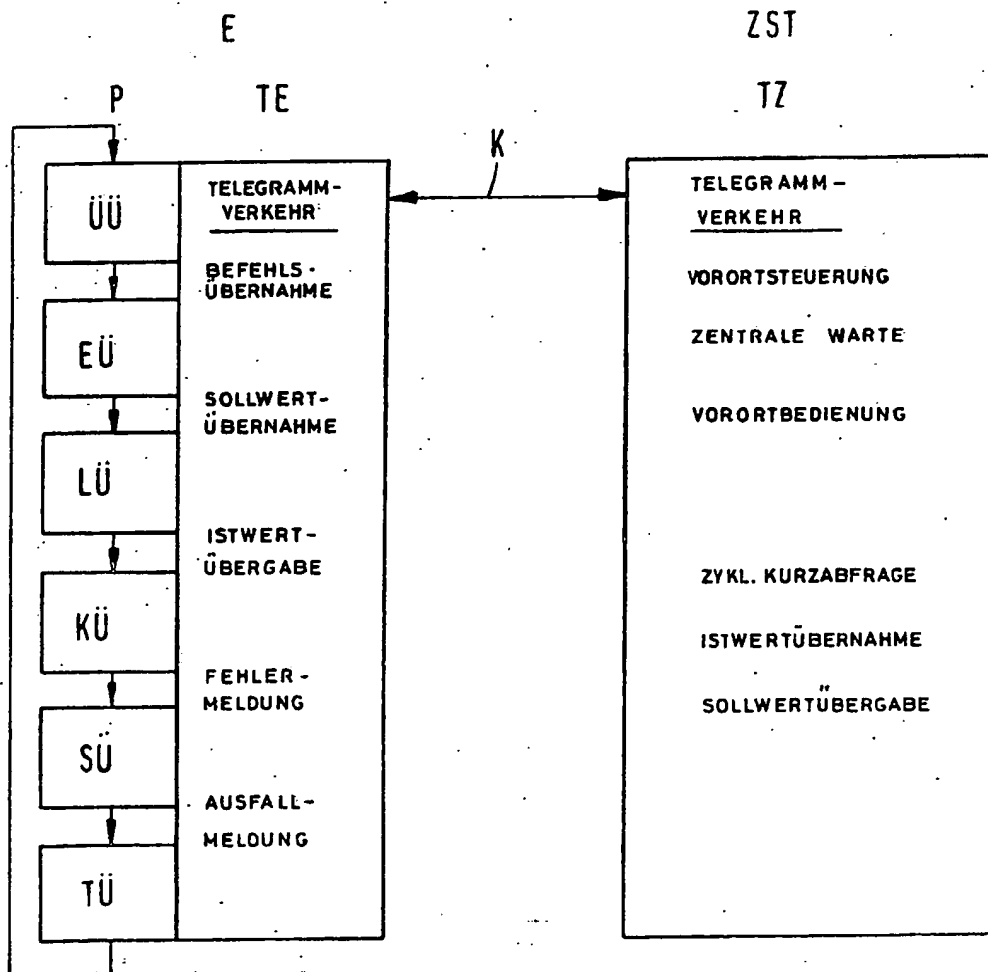 E
ZST
P
TE
TZ
K
ÜÜ
EÜ
LÜ
KÜ
SÜ
TÜ
TELEGRAMM-
VERKEHR
BEFEHLS-
ÜBERNAHME
SOLLWERT-
ÜBERNAHME
ISTWERT-
ÜBERGABE
FEHLER-
MELDUNG
AUSFALL-
MELDUNG
TELEGRAMM-
VERKEHR
VORORTSTEUERUNG
ZENTRALE WARTE
VORORTBEDIENUNG
ZYKL. KURZABFRAGE
ISTWERTÜBERNAHME
SOLLWERTÜBERGABE